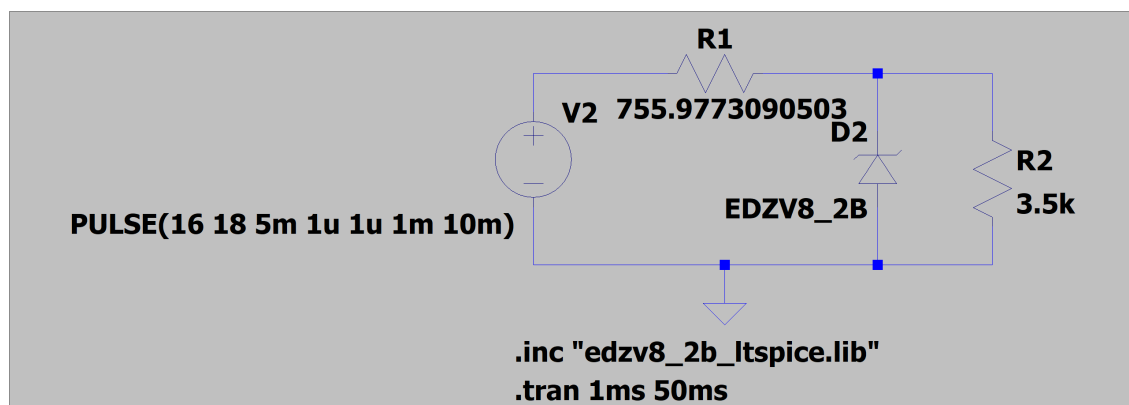 R1
755.9773090503
V2
D2
R2
3.5k
EDZV8_2B
PULSE(16 18 5m 1u 1u 1m 10m)
.inc "edzv8_2b_ltspice.lib"
.tran 1ms 50ms